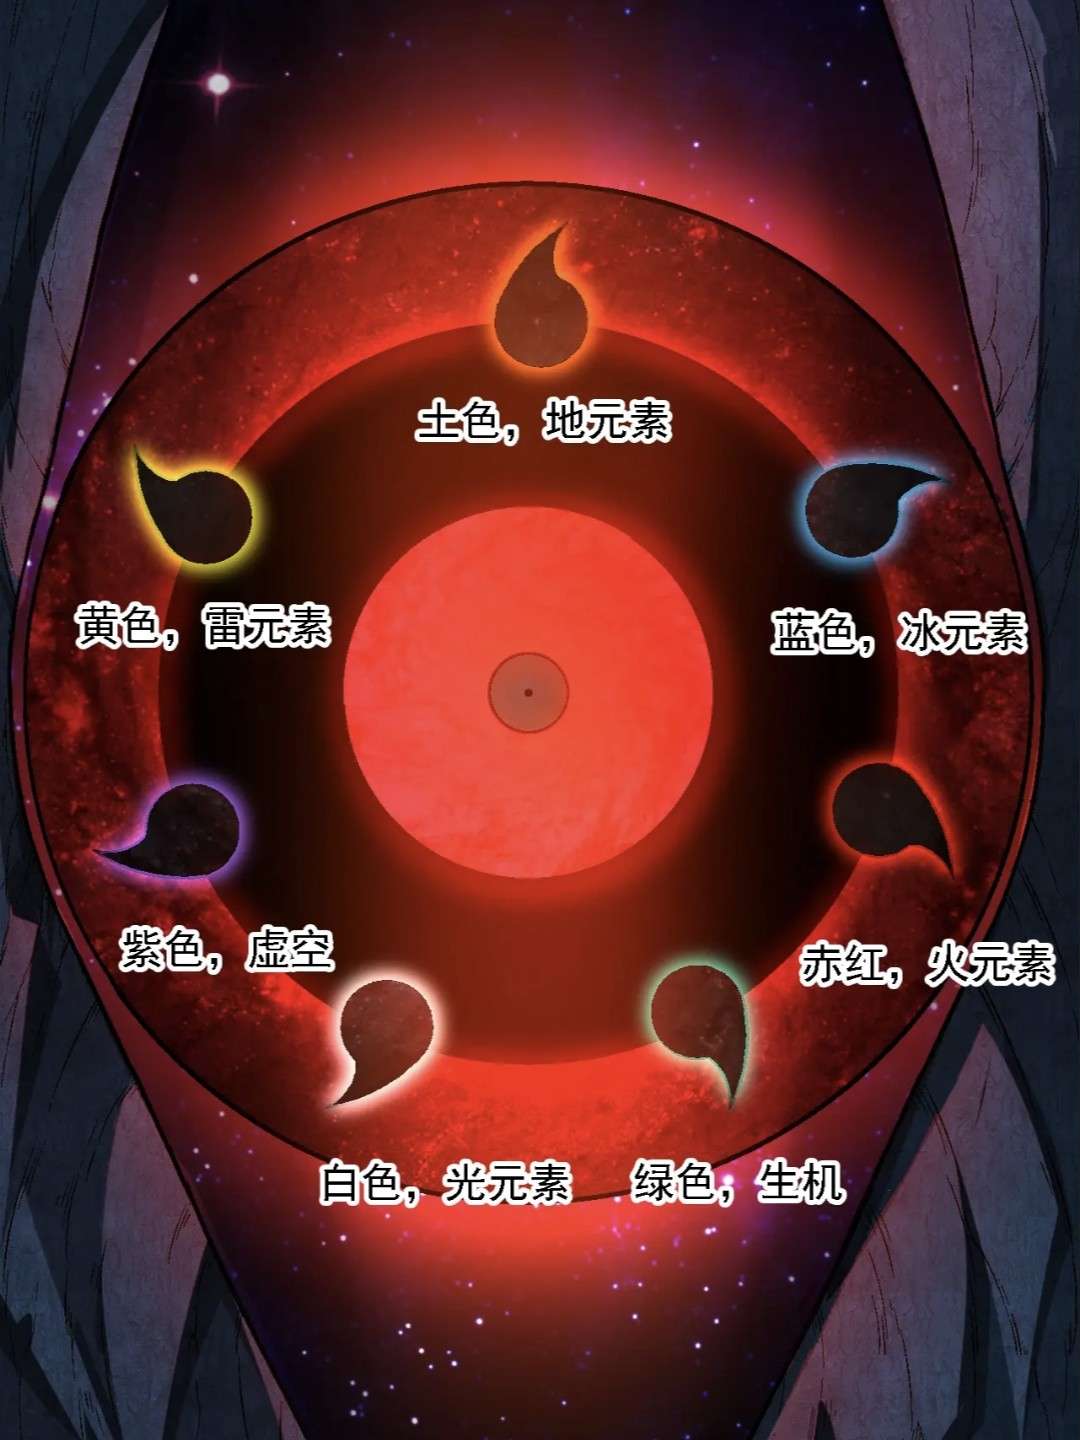 土色，地元素
黄色，雷元素
蓝色，冰元素
紫色，虚空
赤红，火元素
白色，光元素
绿色，生机